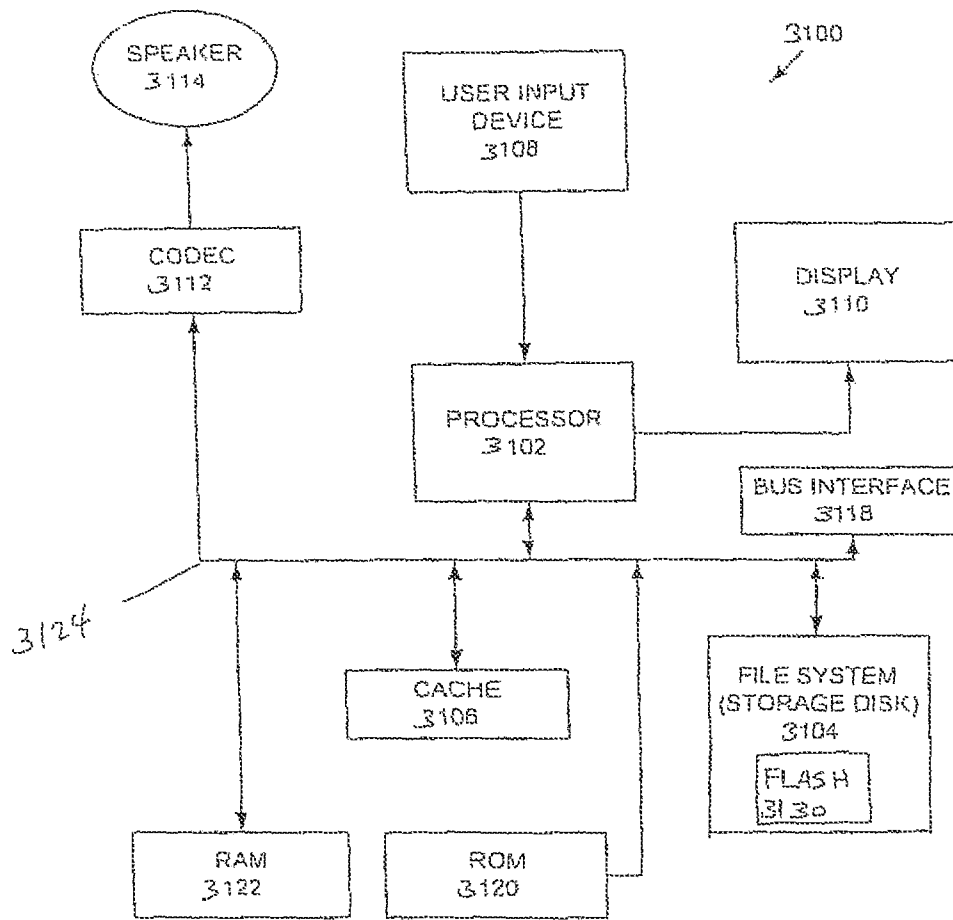 3100
SPEAKER
3114
USER INPUT
DEVICE
3108
CODEC
3112
DISPLAY
3110
PROCESSOR
3102
BUS INTERFACE
3118
3124
CACHE
3106
FILE SYSTEM
(STORAGE DISK)
3104
FLASH
3130
RAM
3122
ROM
3120